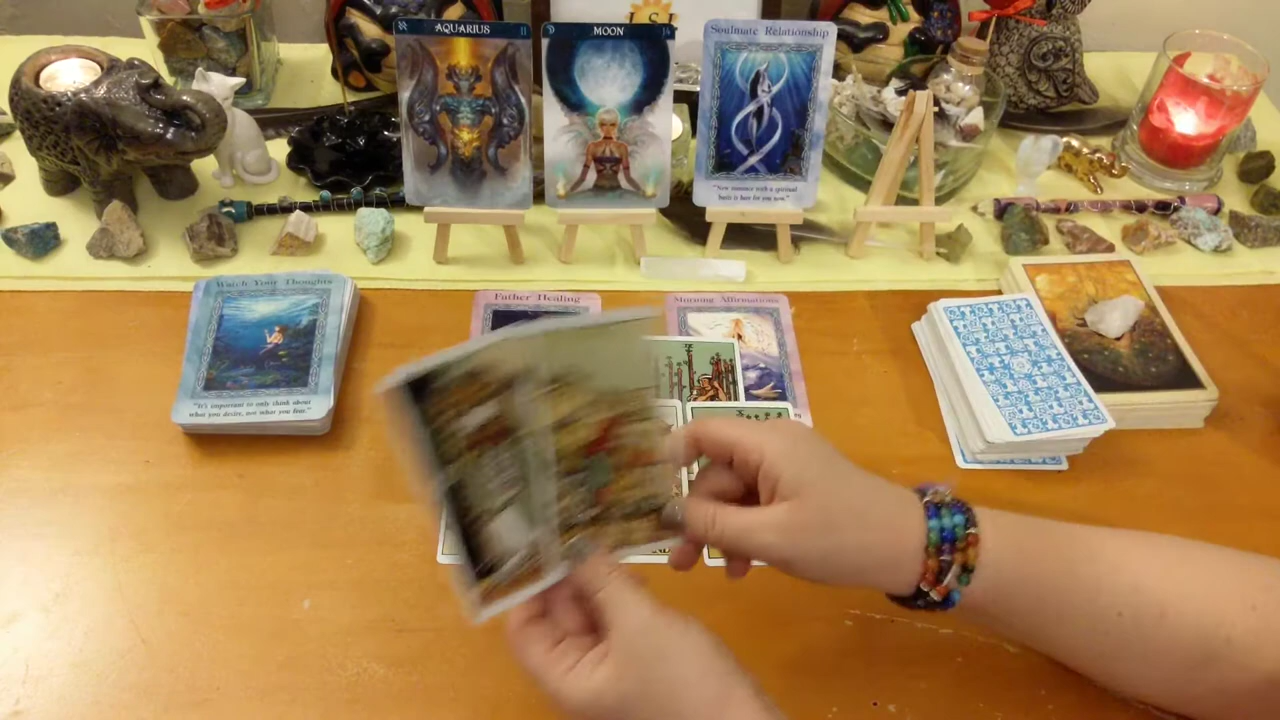 AQUARIUS
MOON
Soulmate Relationship
"New romance with a spiritual
basis is here for you now."
Watch Your Thoughts
"It's important to only think about
what you desire, not what you fear."
Father Healing
Morning Affirmations